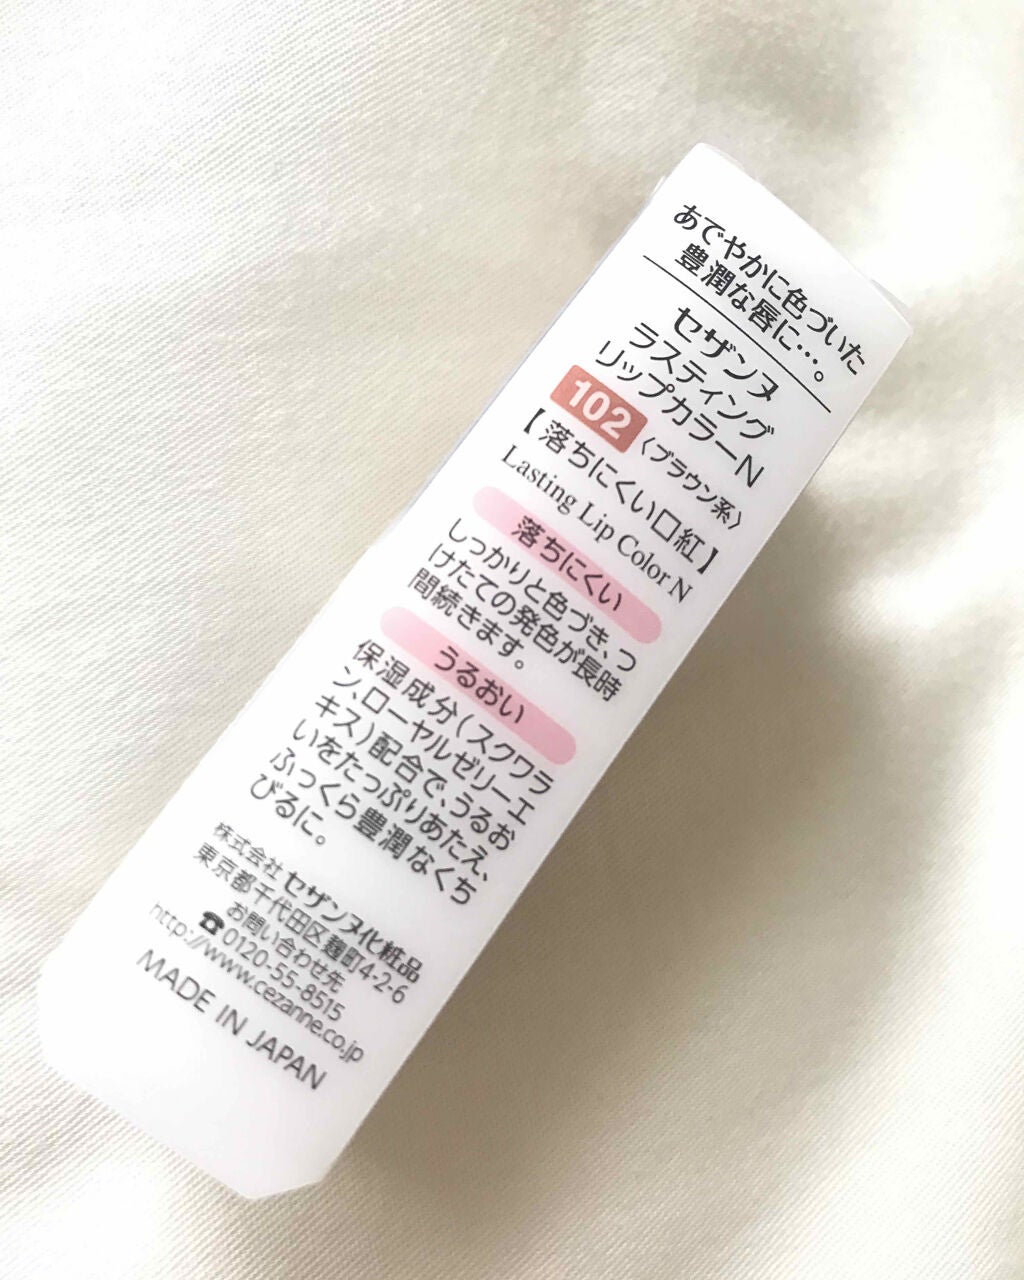 あでやかに色づいた
豊潤な唇に…。
セザンヌ
ラスティング
リップカラーN
102 〈ブラウン系〉
【落ちにくい口紅】
Lasting Lip Color N
落ちにくい
しっかりと色づき、つ
けたての発色が長時
間続きます。
うるおい
保湿成分(スクワラ
ン、ローヤルゼリーエ
キス)配合で、うるお
いをたっぷりあたえ、
ふっくら豊潤なくち
びるに。
株式会社 セザンヌ化粧品
東京都千代田区麹町4-2-6
お問い合わせ先
☎0120-55-8515
http://www.cezanne.co.jp
MADE IN JAPAN